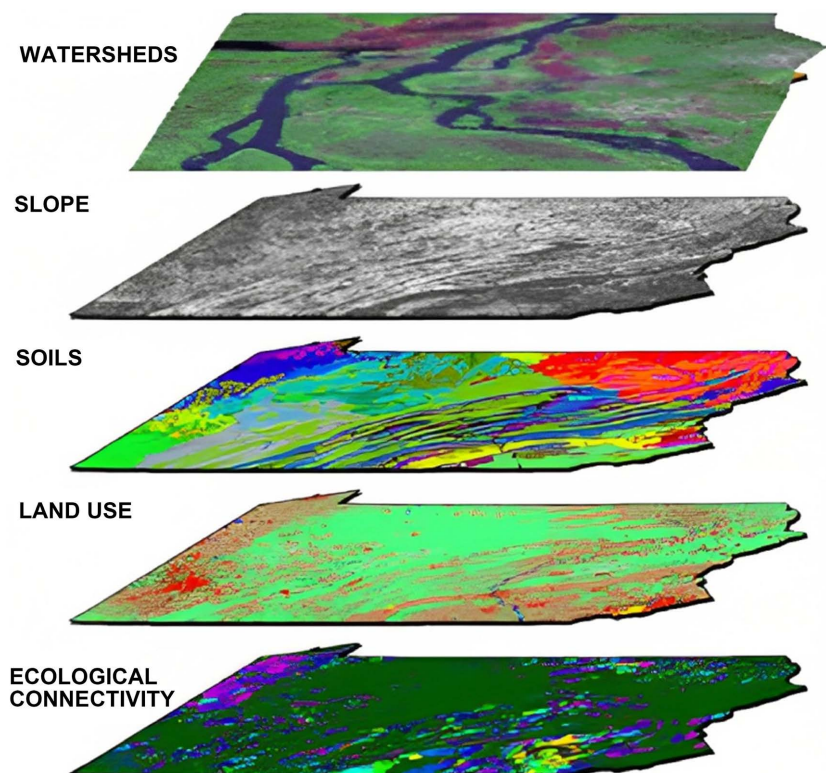 WATERSHEDS
SLOPE
SOILS
LAND USE
ECOLOGICAL
CONNECTIVITY